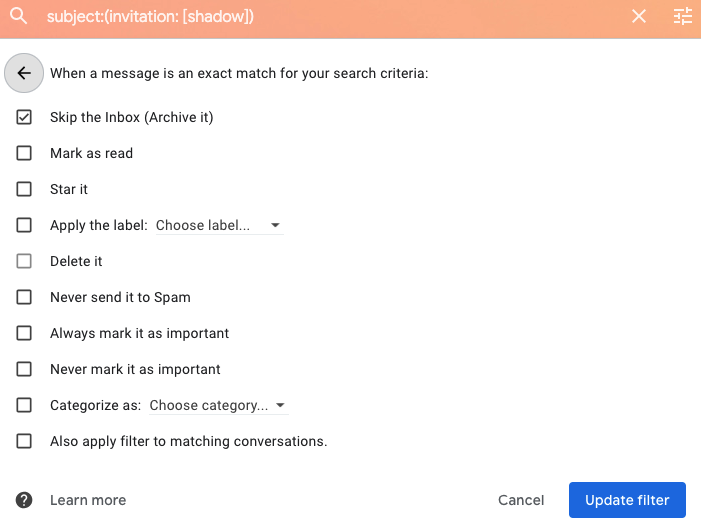 subject:(invitation: [shadow])
When a message is an exact match for your search criteria:
Skip the Inbox (Archive it)
Mark as read
Star it
Apply the label: Choose label...
Delete it
Never send it to Spam
Always mark it as important
Never mark it as important
Categorize as: Choose category...
Also apply filter to matching conversations.
Learn more Cancel Update filter